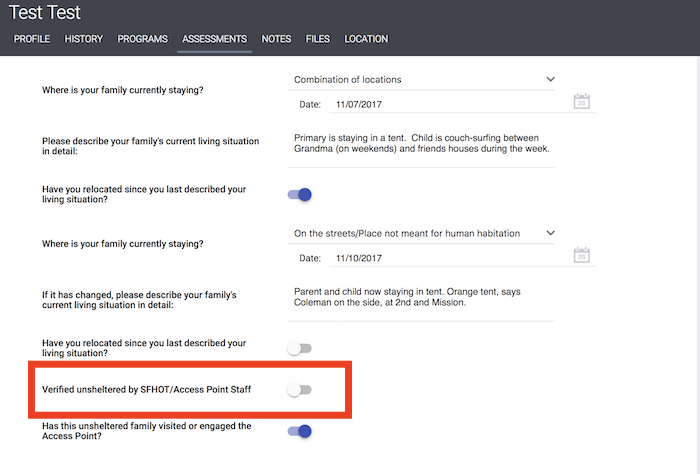 Test Test
PROFILE HISTORY PROGRAMS ASSESSMENTS NOTES FILES LOCATION
Where is your family currently staying?
Combination of locations
Date: 11/07/2017
25
Please describe your family's current living situation
in detail:
Primary is staying in a tent. Child is couch-surfing between
Grandma (on weekends) and friends houses during the week.
Have you relocated since you last described your
living situation?
Where is your family currently staying?
On the streets/Place not meant for human habitation
Date: 11/10/2017
25
If it has changed, please describe your family's
current living situation in detail:
Parent and child now staying in tent. Orange tent, says
Coleman on the side, at 2nd and Mission.
Have you relocated since you last described your
living situation?
Verified unsheltered by SFHOT/Access Point Staff
Has this unsheltered family visited or engaged the
Access Point?